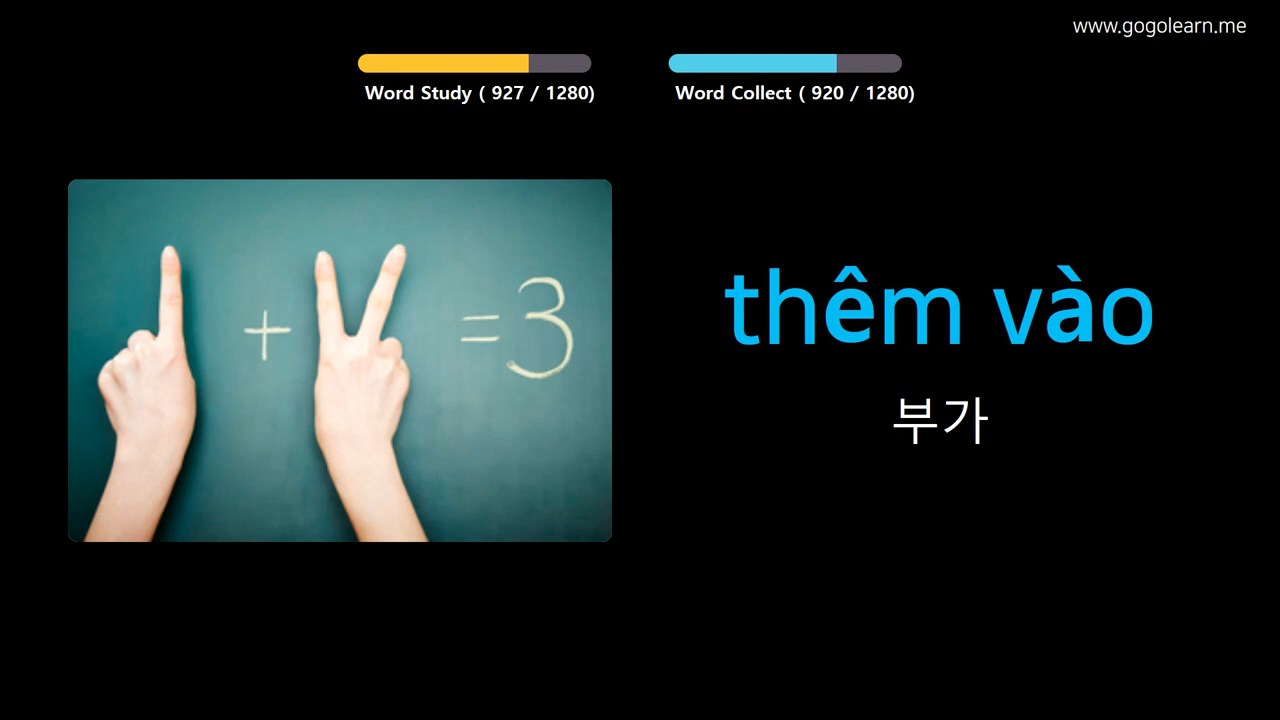 www.gogolearn.me
Word Study ( 927 / 1280)
Word Collect ( 920 / 1280)
+ = 3
thêm vào
부가